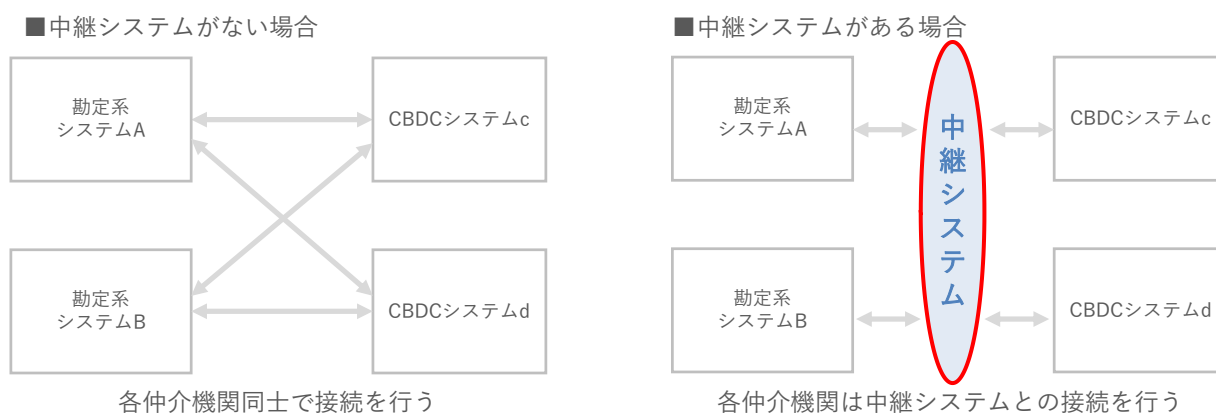 ■中継システムがない場合
勘定系
システムA
CBDCシステムc
勘定系
システムB
CBDCシステムd
各仲介機関同士で接続を行う
■中継システムがある場合
勘定系
システムA
中継システム
CBDCシステムc
勘定系
システムB
CBDCシステムd
各仲介機関は中継システムとの接続を行う